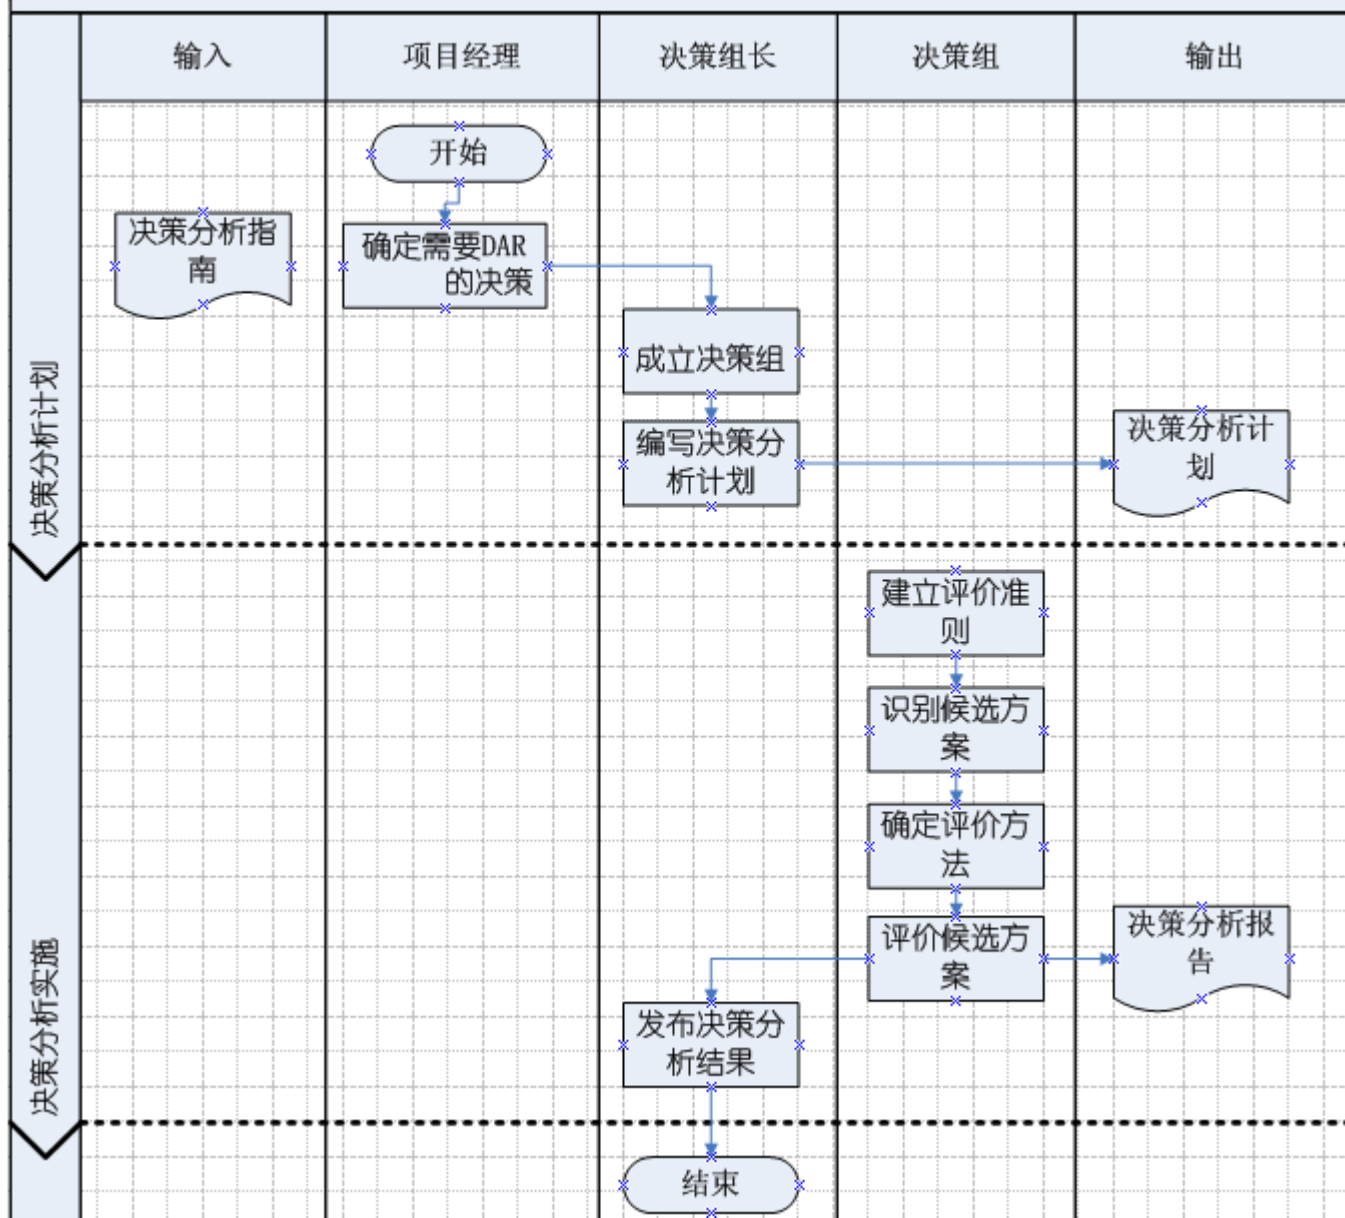 输入
项目经理
决策组长
决策组
输出
开始
决策分析指
南
确定需要DAR
的决策
成立决策组
编写决策分
析计划
决策分析计
划
决策分析计划
建立评价准
则
识别候选方
案
确定评价方
法
评价候选方
案
决策分析报
告
发布决策分
析结果
决策分析实施
结束